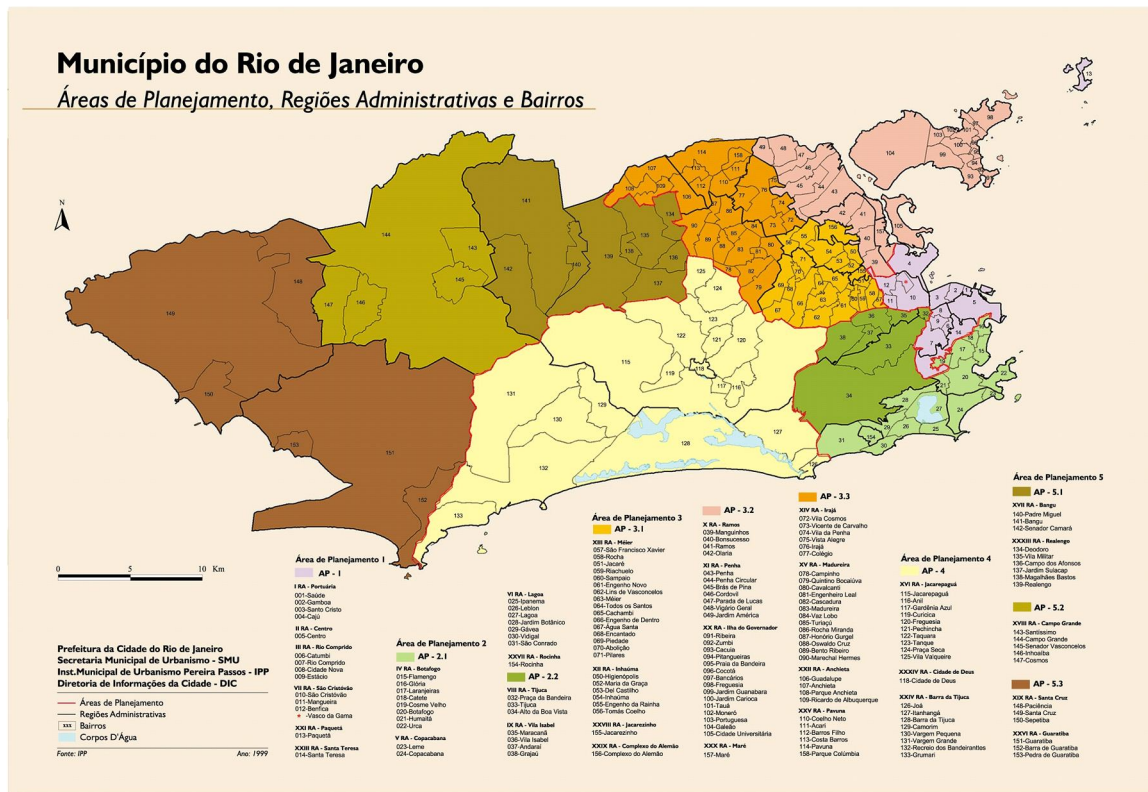 Município do Rio de Janeiro
Áreas de Planejamento, Regiões Administrativas e Bairros
N
0 5 10 Km
Prefeitura da Cidade do Rio de Janeiro
Secretaria Municipal de Urbanismo - SMU
Inst.Municipal de Urbanismo Pereira Passos - IPP
Diretoria de Informações da Cidade - DIC
Áreas de Planejamento
Regiões Administrativas
xxx Bairros
Corpos D'Água
Fonte: IPP Ano: 1999
Área de Planejamento 1
AP - 1
I RA - Portuária
001-Saúde
002-Gamboa
003-Santo Cristo
004-Cajú
II RA - Centro
005-Centro
III RA - Rio Comprido
006-Catumbi
007-Rio Comprido
008-Cidade Nova
009-Estácio
VII RA - São Cristóvão
010-São Cristóvão
011-Mangueira
012-Benfica
* -Vasco da Gama
XXI RA - Paquetá
013-Paquetá
XXIII RA - Santa Teresa
014-Santa Teresa
Área de Planejamento 2
AP - 2.1
IV RA - Botafogo
015-Flamengo
016-Glória
017-Laranjeiras
018-Catete
019-Cosme Velho
020-Botafogo
021-Humaitá
022-Urca
V RA - Copacabana
023-Leme
024-Copacabana
VI RA - Lagoa
025-Ipanema
026-Leblon
027-Lagoa
028-Jardim Botânico
029-Gávea
030-Vidigal
031-São Conrado
XXVII RA - Rocinha
154-Rocinha
AP - 2.2
VIII RA - Tijuca
032-Praça da Bandeira
033-Tijuca
034-Alto da Boa Vista
IX RA - Vila Isabel
035-Maracanã
036-Vila Isabel
037-Andaraí
038-Grajaú
Área de Planejamento 3
AP - 3.1
XIII RA - Méier
057-São Francisco Xavier
058-Rocha
051-Jacaré
059-Riachuelo
060-Sampaio
061-Engenho Novo
062-Lins de Vasconcelos
063-Méier
064-Todos os Santos
065-Cachambi
066-Engenho de Dentro
067-Água Santa
068-Encantado
069-Piedade
070-Abolição
071-Pilares
XII RA - Inhaúma
050-Higienópolis
052-Maria da Graça
053-Del Castilho
054-Inhaúma
055-Engenho da Rainha
056-Tomás Coelho
XXVIII RA - Jacarezinho
155-Jacarezinho
XXIX RA - Complexo do Alemão
156-Complexo do Alemão
AP - 3.2
X RA - Ramos
039-Manguinhos
040-Bonsucesso
041-Ramos
042-Olaria
XI RA - Penha
043-Penha
044-Penha Circular
045-Brás de Pina
046-Cordovil
047-Parada de Lucas
048-Vigário Geral
049-Jardim América
XX RA - Ilha do Governador
091-Ribeira
092-Zumbi
093-Cacuia
094-Pitangueiras
095-Praia da Bandeira
096-Cocotá
097-Bancários
098-Freguesia
099-Jardim Guanabara
100-Jardim Carioca
101-Tauá
102-Moneró
103-Portuguesa
104-Galeão
105-Cidade Universitária
XXX RA - Maré
157-Maré
AP - 3.3
XIV RA - Irajá
072-Vila Cosmos
073-Vicente de Carvalho
074-Vila da Penha
075-Vista Alegre
076-Irajá
077-Colégio
XV RA - Madureira
078-Campinho
079-Quintino Bocaiúva
080-Cavalcanti
081-Engenheiro Leal
082-Cascadura
083-Madureira
084-Vaz Lobo
085-Turiaçú
086-Rocha Miranda
087-Honório Gurgel
088-Oswaldo Cruz
089-Bento Ribeiro
090-Marechal Hermes
XXII RA - Anchieta
106-Guadalupe
107-Anchieta
108-Parque Anchieta
109-Ricardo de Albuquerque
XXV RA - Pavuna
110-Coelho Neto
111-Acari
112-Barros Filho
113-Costa Barros
114-Pavuna
158-Parque Colúmbia
Área de Planejamento 4
AP - 4
XVI RA - Jacarepaguá
115-Jacarepaguá
116-Anil
117-Gardênia Azul
119-Curicica
120-Freguesia
121-Pechincha
122-Taquara
123-Tanque
124-Praça Seca
125-Vila Valqueire
XXXIV RA - Cidade de Deus
118-Cidade de Deus
XXIV RA - Barra da Tijuca
126-Joá
127-Itanhangá
128-Barra da Tijuca
129-Camorim
130-Vargem Pequena
131-Vargem Grande
132-Recreio dos Bandeirantes
133-Grumari
Área de Planejamento 5
AP - 5.1
XVII RA - Bangu
140-Padre Miguel
141-Bangu
142-Senador Camará
XXXIII RA - Realengo
134-Deodoro
135-Vila Militar
136-Campo dos Afonsos
137-Jardim Sulacap
138-Magalhães Bastos
139-Realengo
AP - 5.2
XVIII RA - Campo Grande
143-Santíssimo
144-Campo Grande
145-Senador Vasconcelos
146-Inhoaíba
147-Cosmos
AP - 5.3
XIX RA - Santa Cruz
148-Paciência
149-Santa Cruz
150-Sepetiba
XXVI RA - Guaratiba
151-Guaratiba
152-Barra de Guaratiba
153-Pedra de Guaratiba